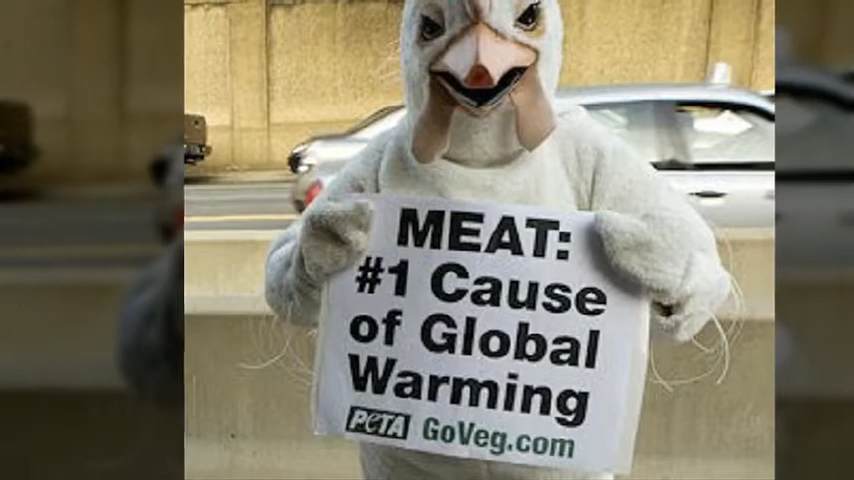 MEAT:
#1 Cause
of Global
Warming
PETA GoVeg.com